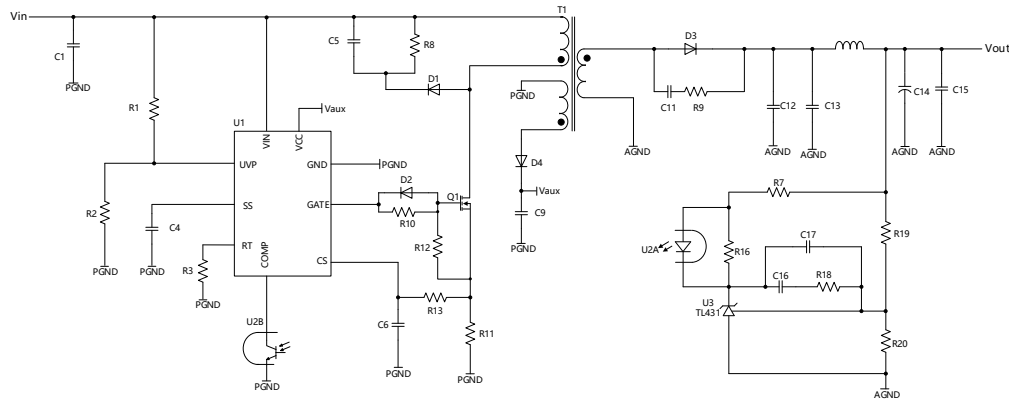 Vin
T1
C5
R8
D3
Vout
C1
PGND
D1
R1
Vaux
PGND
C11
R9
C12
C13
C14
C15
U1
VIN
VCC
AGND
AGND
AGND
AGND
AGND
UVP
GND
PGND
D4
D2
Q1
Vaux
R7
R2
SS
GATE
C9
C4
R10
PGND
U2A
R16
C17
R19
RT
COMP
CS
R12
PGND
PGND
R3
C16
R18
PGND
R13
U3
TL431
U2B
C6
R11
R20
PGND
PGND
PGND
AGND